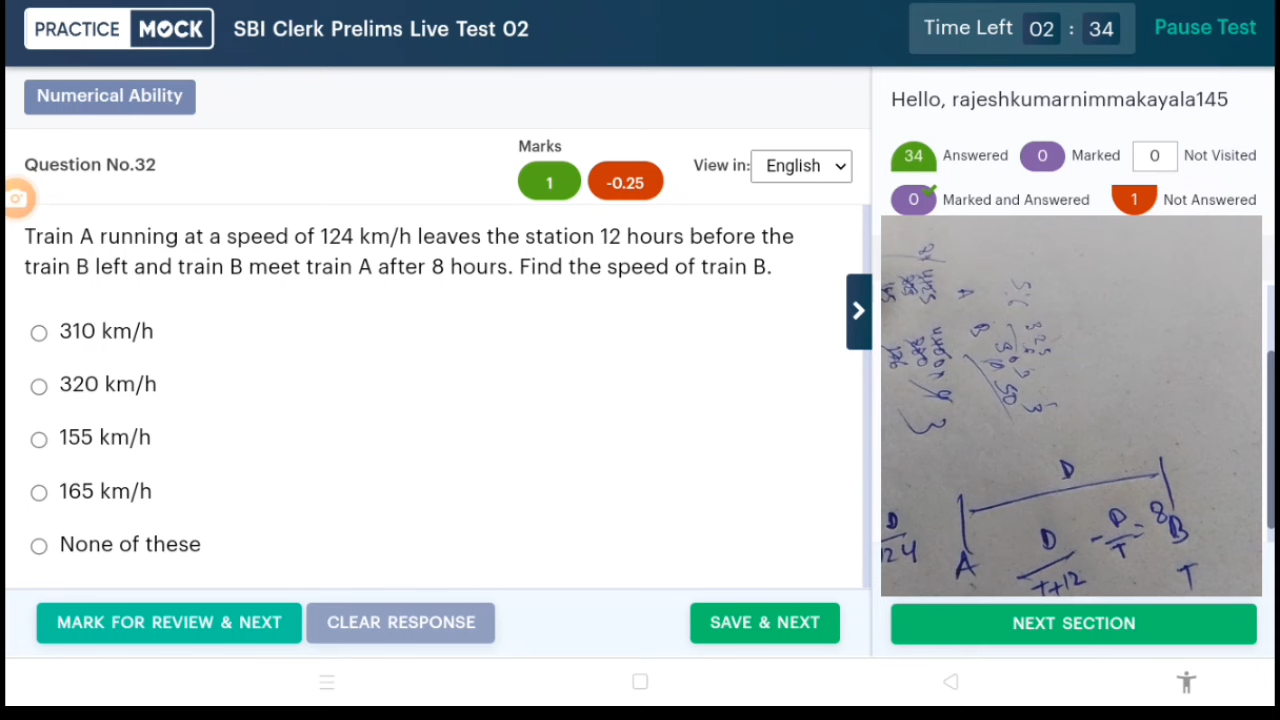 PRACTICE MOCK
SBI Clerk Prelims Live Test 02
Time Left 02 : 34
Pause Test
Numerical Ability
Hello, rajeshkumarnimmakayala145
Question No.32
Marks
1
-0.25
View in: English
34 Answered
0 Marked
0 Not Visited
0 Marked and Answered
1 Not Answered
Train A running at a speed of 124 km/h leaves the station 12 hours before the
train B left and train B meet train A after 8 hours. Find the speed of train B.
310 km/h
320 km/h
155 km/h
165 km/h
None of these
A
B
D
D
124
A
D
T+12
- D
T
= 8
B
T
MARK FOR REVIEW & NEXT
CLEAR RESPONSE
SAVE & NEXT
NEXT SECTION